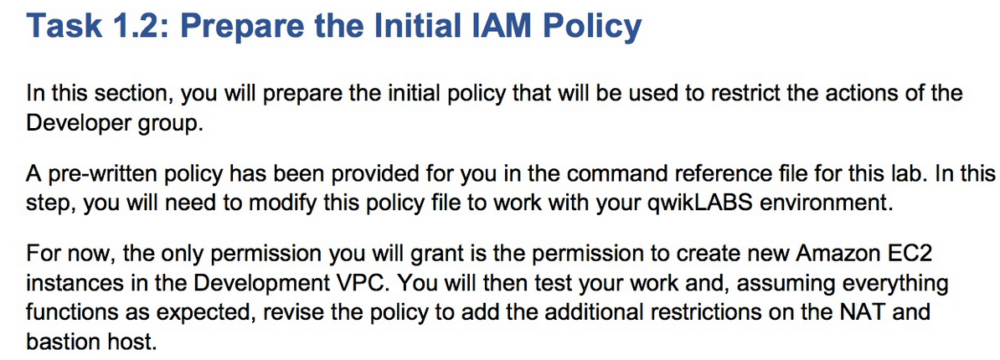 Task 1.2: Prepare the Initial IAM Policy
In this section, you will prepare the initial policy that will be used to restrict the actions of the
Developer group.
A pre-written policy has been provided for you in the command reference file for this lab. In this
step, you will need to modify this policy file to work with your qwikLABS environment.
For now, the only permission you will grant is the permission to create new Amazon EC2
instances in the Development VPC. You will then test your work and, assuming everything
functions as expected, revise the policy to add the additional restrictions on the NAT and
bastion host.